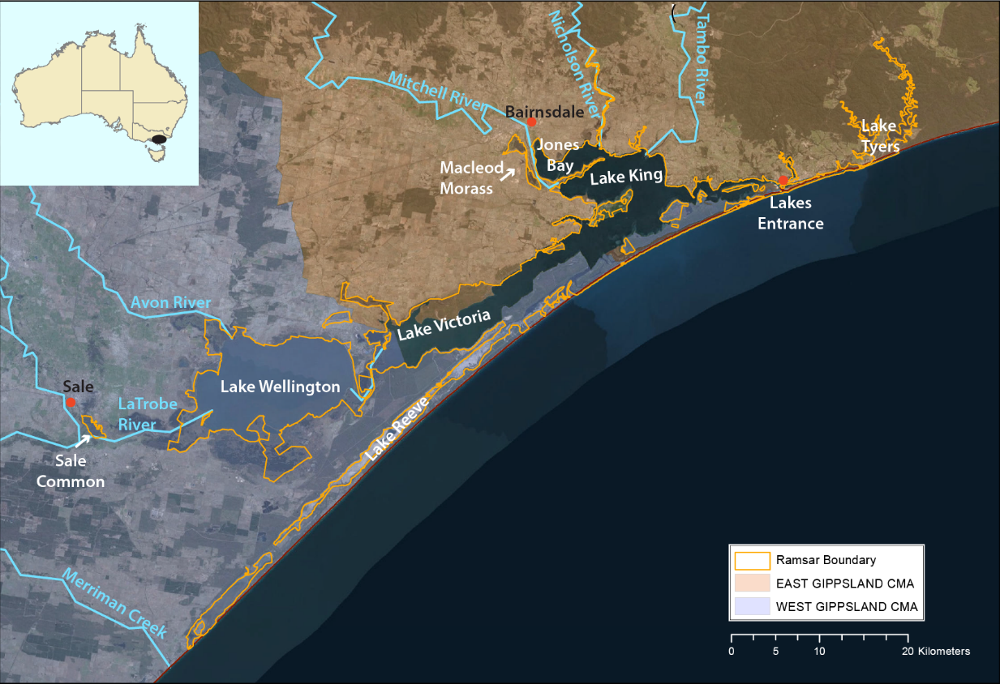 Nicholson River
Tambo River
Mitchell River
Bairnsdale
Lake
Tyers
Jones
Bay
Macleod
Morass
Lake King
Lakes
Entrance
Avon River
Lake Victoria
Sale
Lake Wellington
LaTrobe
River
Lake Reeve
Sale
Common
Merriman Creek
Ramsar Boundary
EAST GIPPSLAND CMA
WEST GIPPSLAND CMA
0 5 10 20 Kilometers